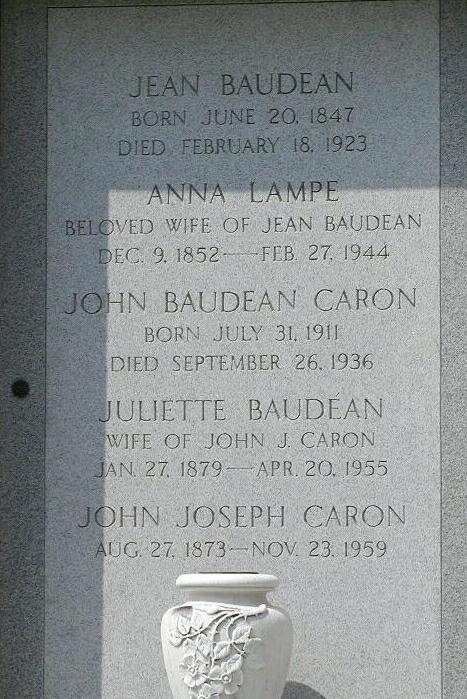 JEAN BAUDEAN
BORN JUNE 20, 1847
DIED FEBRUARY 18, 1923
ANNA LAMPE
BELOVED WIFE OF JEAN BAUDEAN
DEC. 9, 1852—FEB. 27, 1944
JOHN BAUDEAN CARON
BORN JULY 31, 1911
DIED SEPTEMBER 26, 1936
JULIETTE BAUDÉAN
WIFE OF JOHN J. CARON
JAN. 27, 1879—APR. 20, 1955
JOHN JOSEPH CARON
AUG. 27, 1873—NOV. 23, 1959